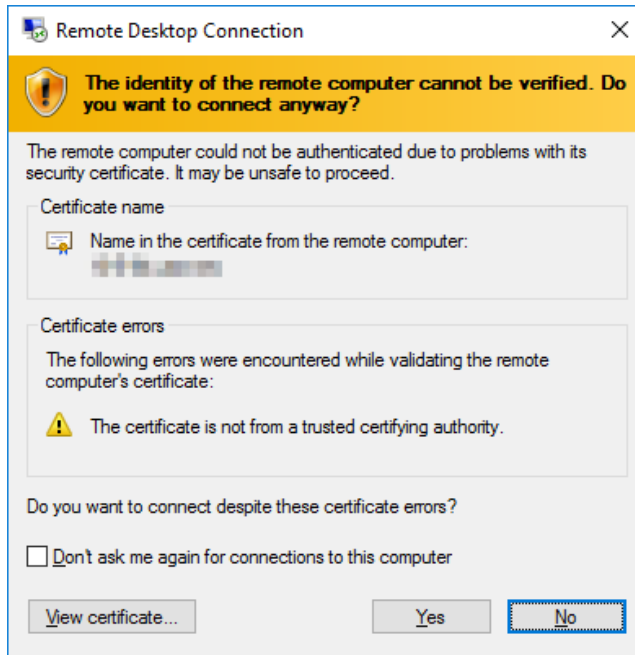 Remote Desktop Connection
The identity of the remote computer cannot be verified. Do
you want to connect anyway?
The remote computer could not be authenticated due to problems with its
security certificate. It may be unsafe to proceed.
Certificate name
Name in the certificate from the remote computer:
Certificate errors
The following errors were encountered while validating the remote
computer's certificate:
The certificate is not from a trusted certifying authority.
Do you want to connect despite these certificate errors?
Don't ask me again for connections to this computer
View certificate...
Yes
No